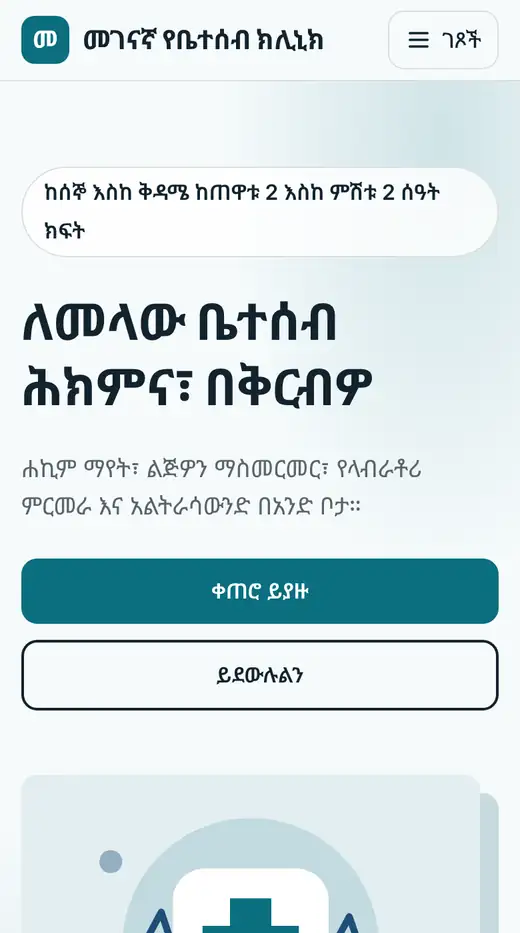 መ መገናኛ የቤተሰብ ክሊኒክ
ገጾች
ከሰኞ እስከ ቅዳሜ ከጠዋቱ 2 እስከ ምሽቱ 2 ሰዓት
ክፍት
ለመላው ቤተሰብ
ሕክምና፣ በቅርብዎ
ሐኪም ማየት፣ ልጅዎን ማስመርመር፣ የላብራቶሪ
ምርመራ እና አልትራሳውንድ በአንድ ቦታ።
ቀጠሮ ይያዙ
ይደውሉልን